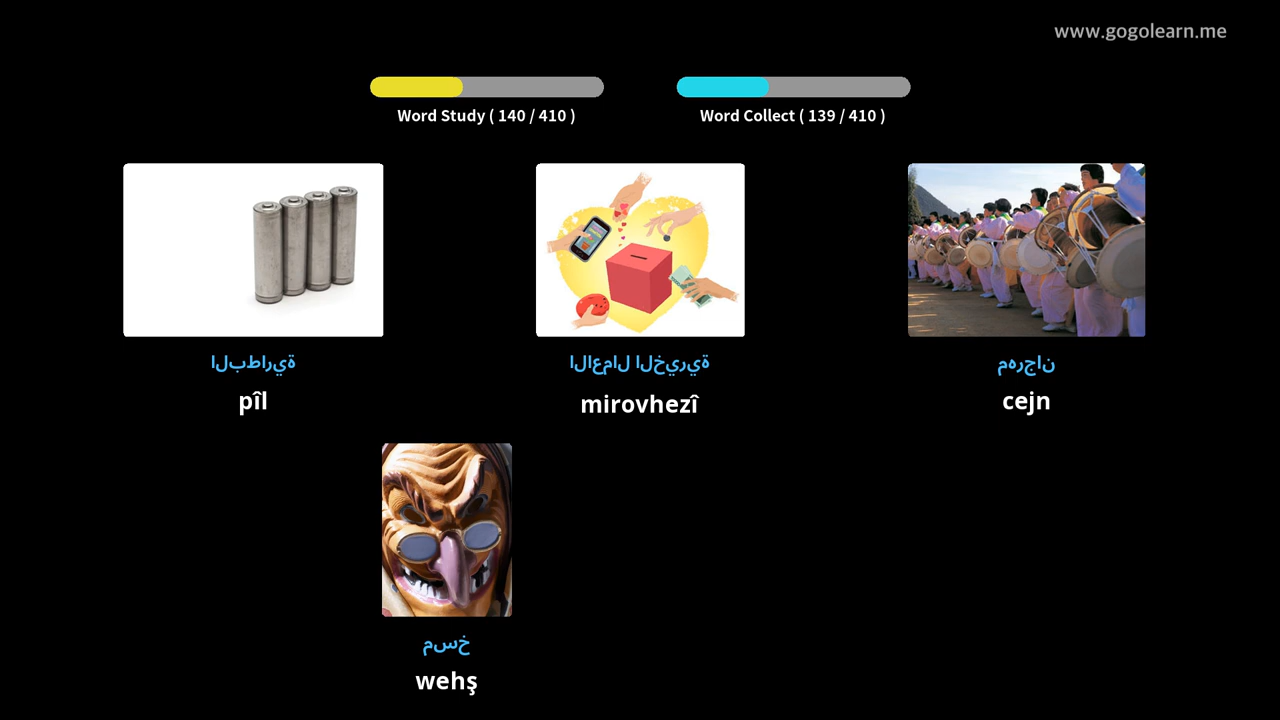 www.gogolearn.me
Word Study ( 140 / 410 )
Word Collect ( 139 / 410 )
البطارية
pîl
الاعمال الخيرية
mirovhezî
مهرجان
cejn
مسخ
wehş